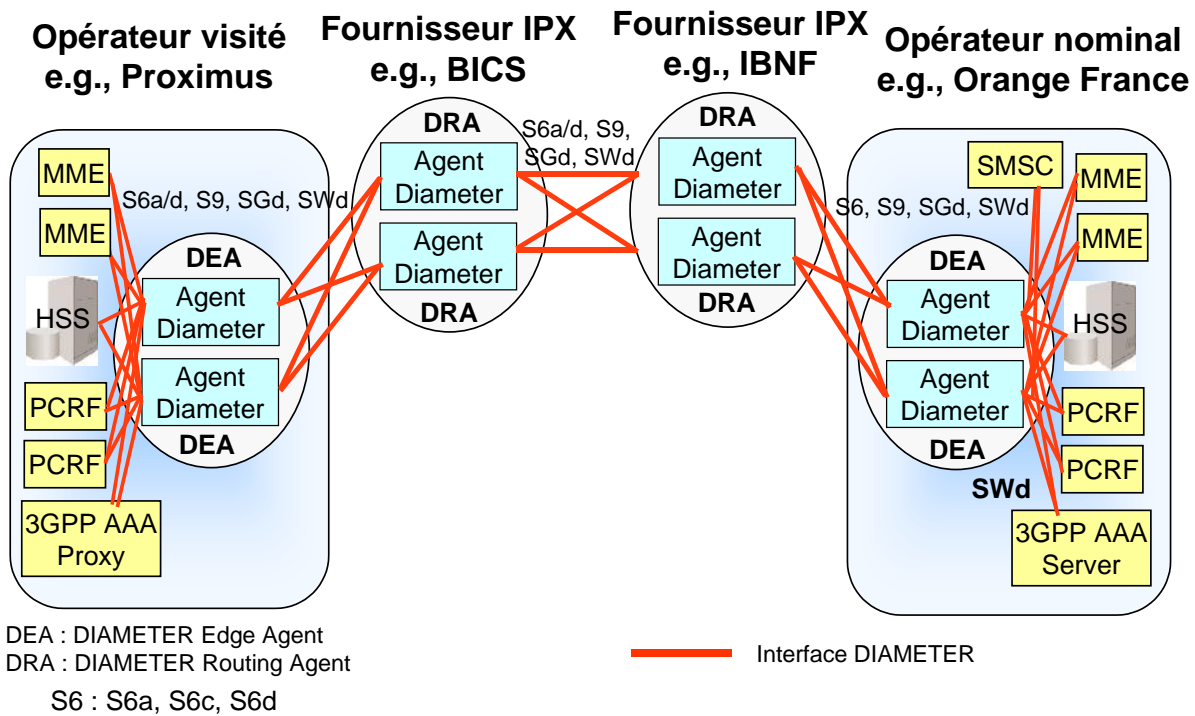 Opérateur visité
e.g., Proximus
Fournisseur IPX
e.g., BICS
Fournisseur IPX
e.g., IBNF
Opérateur nominal
e.g., Orange France
MME
MME
HSS
PCRF
PCRF
3GPP AAA
Proxy
S6a/d, S9, SGd, SWd
DEA
Agent
Diameter
Agent
Diameter
DEA
DRA
Agent
Diameter
Agent
Diameter
DRA
S6a/d, S9,
SGd, SWd
DRA
Agent
Diameter
Agent
Diameter
DRA
S6, S9, SGd, SWd
DEA
Agent
Diameter
Agent
Diameter
DEA
SWd
SMSC
MME
MME
HSS
PCRF
PCRF
3GPP AAA
Server
DEA : DIAMETER Edge Agent
DRA : DIAMETER Routing Agent
S6 : S6a, S6c, S6d
Interface DIAMETER